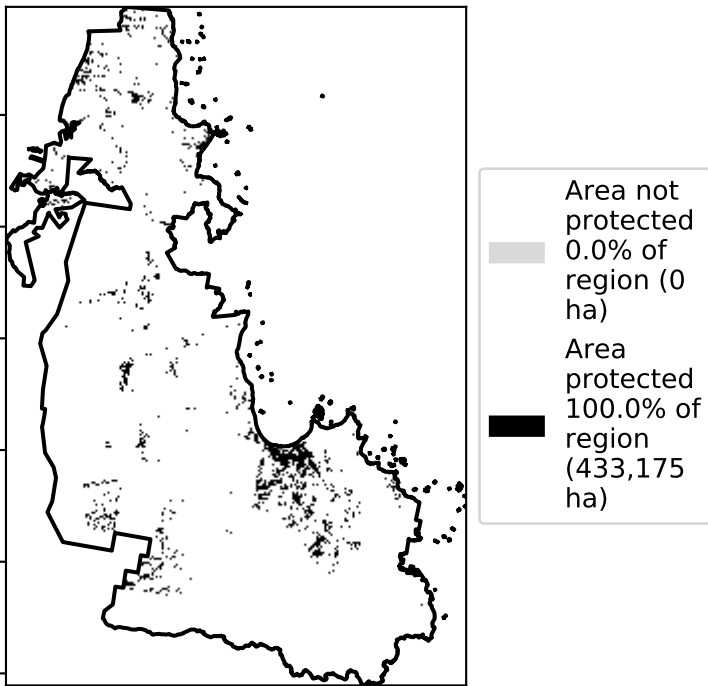 Area not
protected
0.0% of
region (0
ha)
Area
protected
100.0% of
region
(433,175
ha)